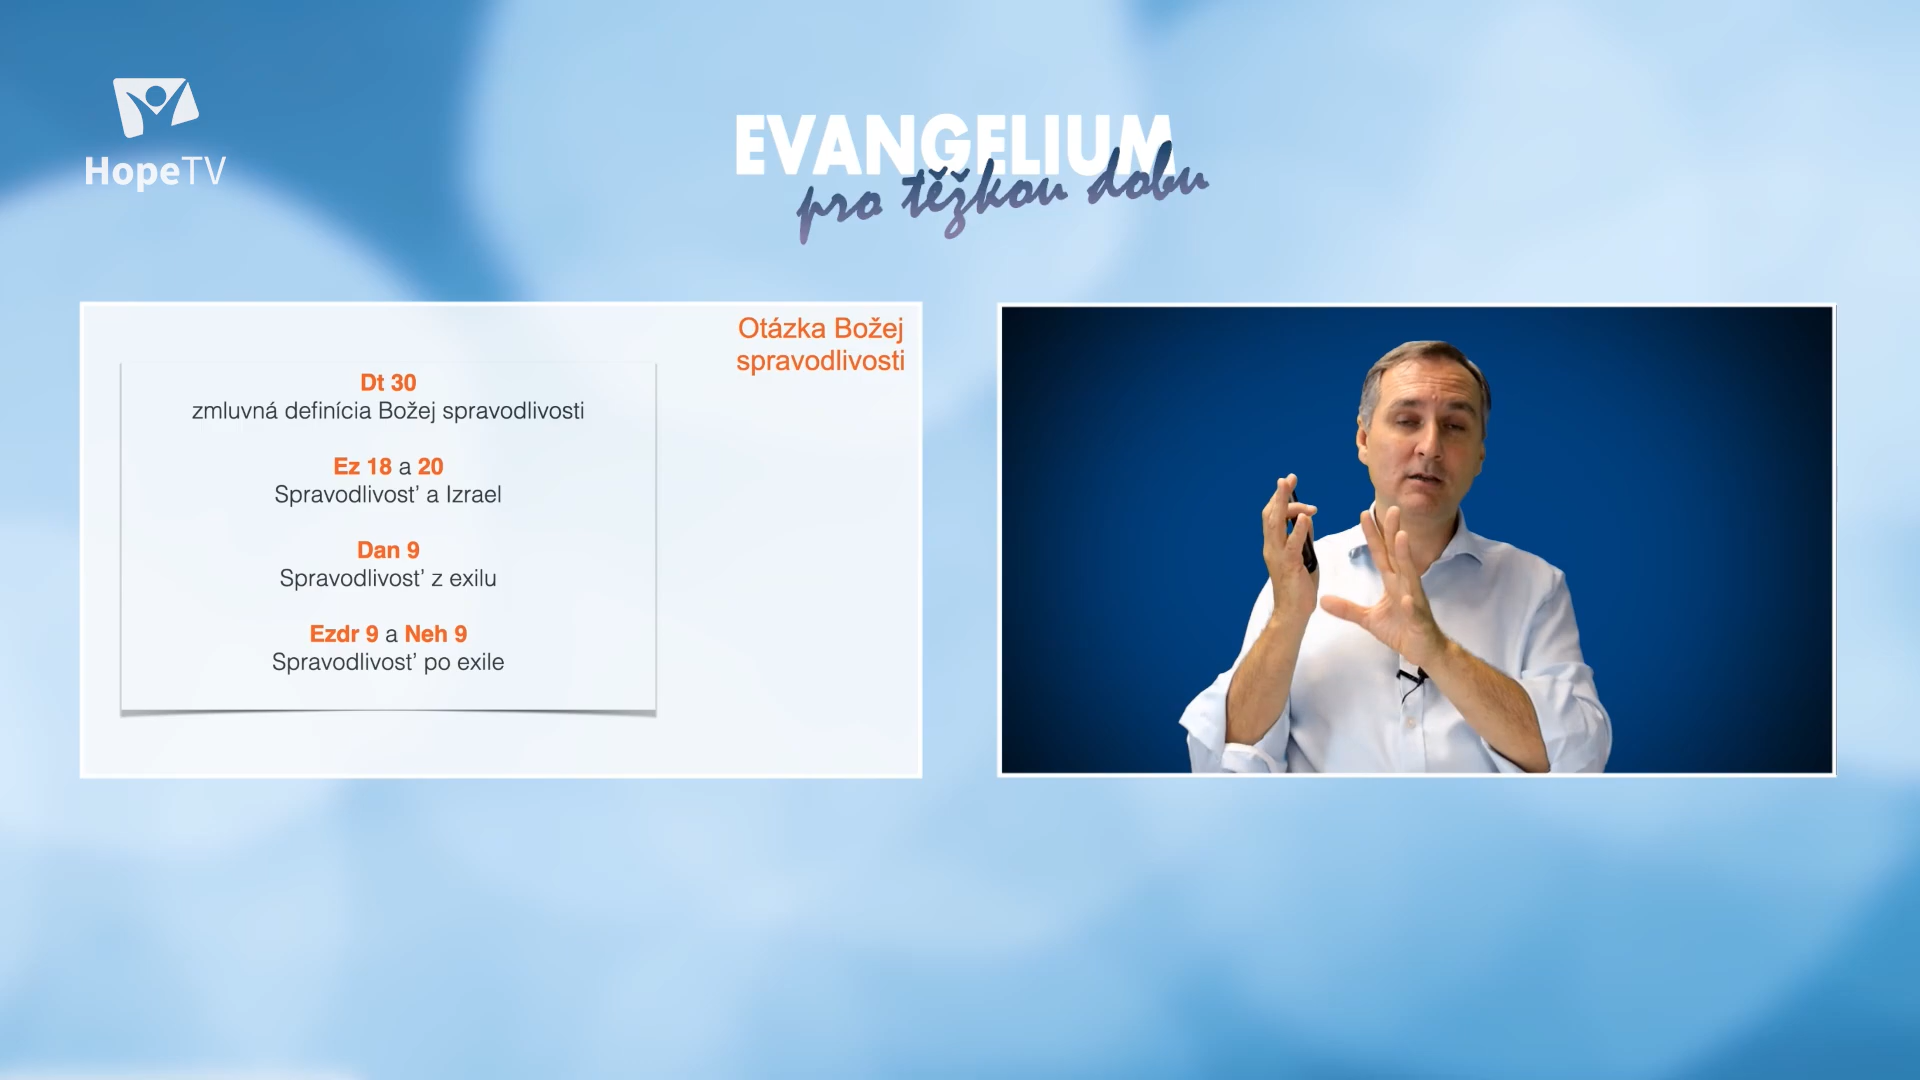 HopeTV
EVANGELIUM
pro těžkou dobu
Otázka Božej
spravodlivosti
Dt 30
zmluvná definícia Božej spravodlivosti
Ez 18 a 20
Spravodlivosť a Izrael
Dan 9
Spravodlivosť z exilu
Ezdr 9 a Neh 9
Spravodlivosť po exile